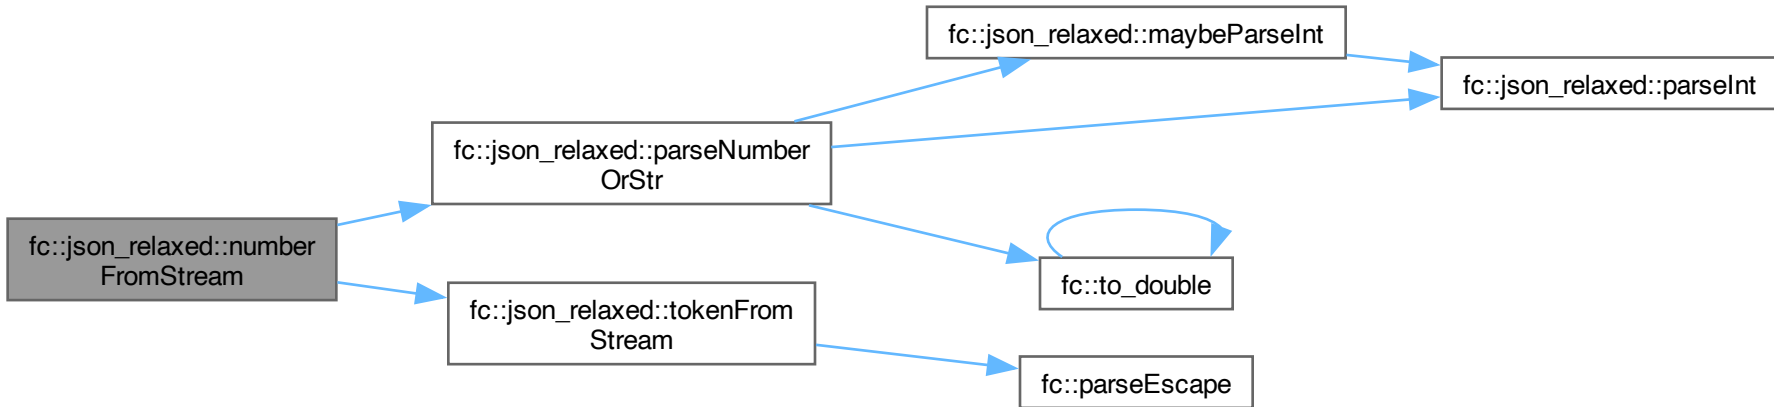 fc::json_relaxed::number
FromStream
fc::json_relaxed::parseNumber
OrStr
fc::json_relaxed::maybeParseInt
fc::json_relaxed::parseInt
fc::to_double
fc::json_relaxed::tokenFrom
Stream
fc::parseEscape